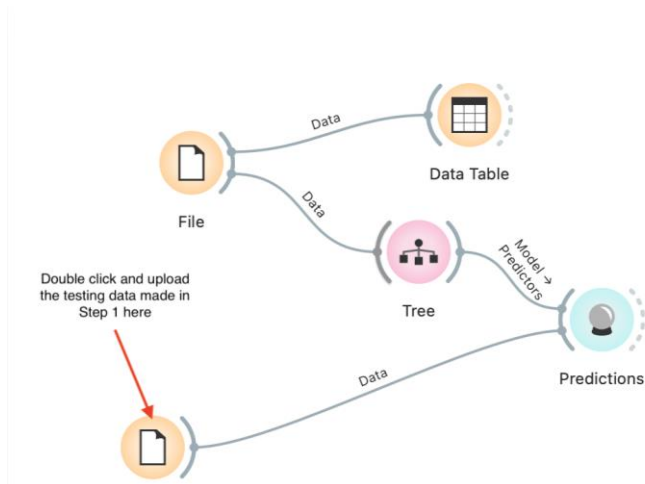 Data
Data Table
File
Data
Model →
Predictors
Tree
Double click and upload
the testing data made in
Step 1 here
Predictions
Data